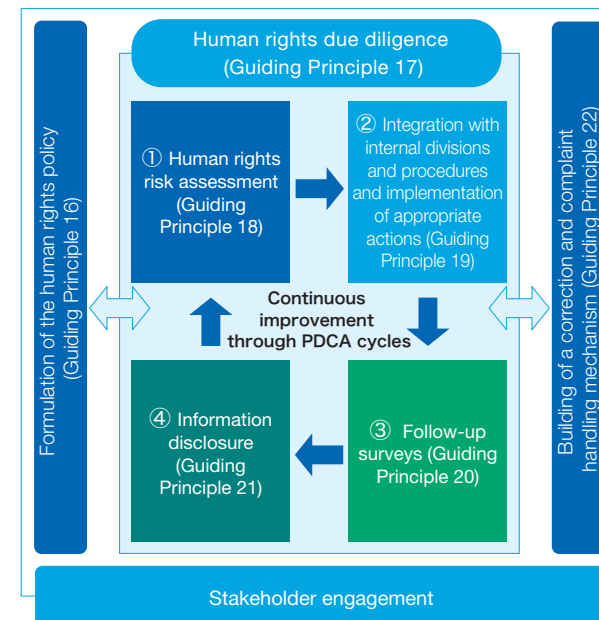 Human rights due diligence
(Guiding Principle 17)
Formulation of the human rights policy
(Guiding Principle 16)
① Human rights
risk assessment
(Guiding
Principle 18)
② Integration with
internal divisions
and procedures
and implementation
of appropriate
actions (Guiding
Principle 19)
Continuous
improvement
through PDCA cycles
④ Information
disclosure
(Guiding
Principle 21)
③ Follow-up
surveys (Guiding
Principle 20)
Building of a correction and complaint
handling mechanism (Guiding Principle 22)
Stakeholder engagement